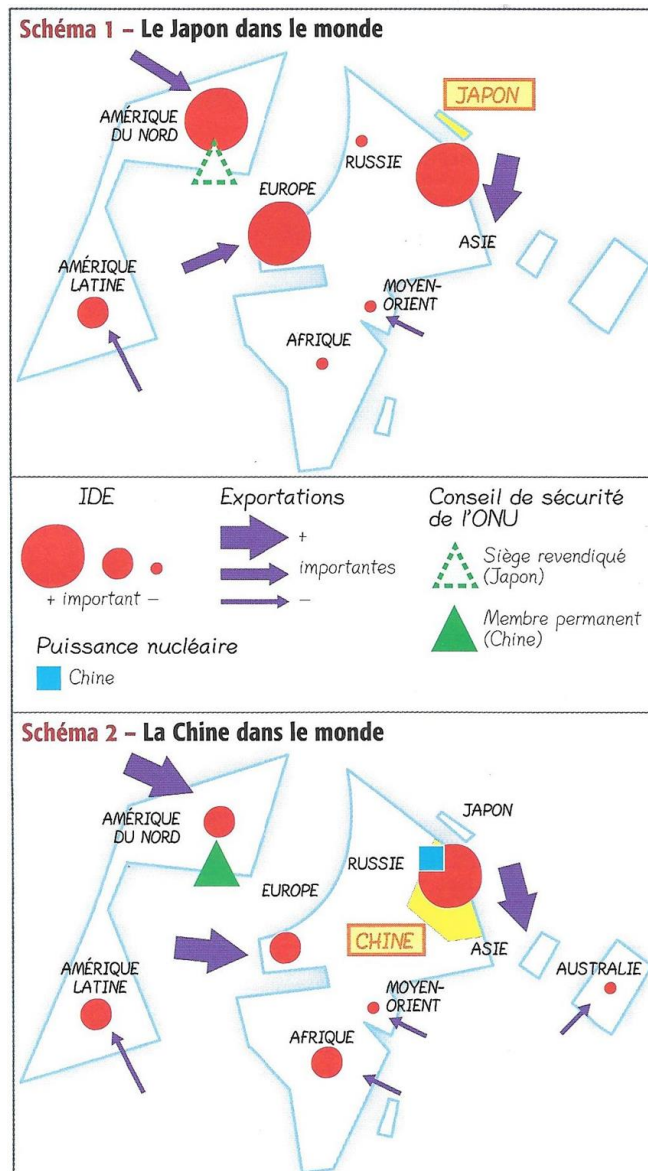 Schéma 1 – Le Japon dans le monde
AMÉRIQUE
DU NORD
JAPON
RUSSIE
EUROPE
ASIE
AMÉRIQUE
LATINE
MOYEN-
ORIENT
AFRIQUE
IDE
+ important –
Puissance nucléaire
Chine
Exportations
+
importantes
–
Conseil de sécurité
de l'ONU
Siège revendiqué
(Japon)
Membre permanent
(Chine)
Schéma 2 – La Chine dans le monde
AMÉRIQUE
DU NORD
JAPON
RUSSIE
EUROPE
CHINE
ASIE
AMÉRIQUE
LATINE
MOYEN-
ORIENT
AUSTRALIE
AFRIQUE